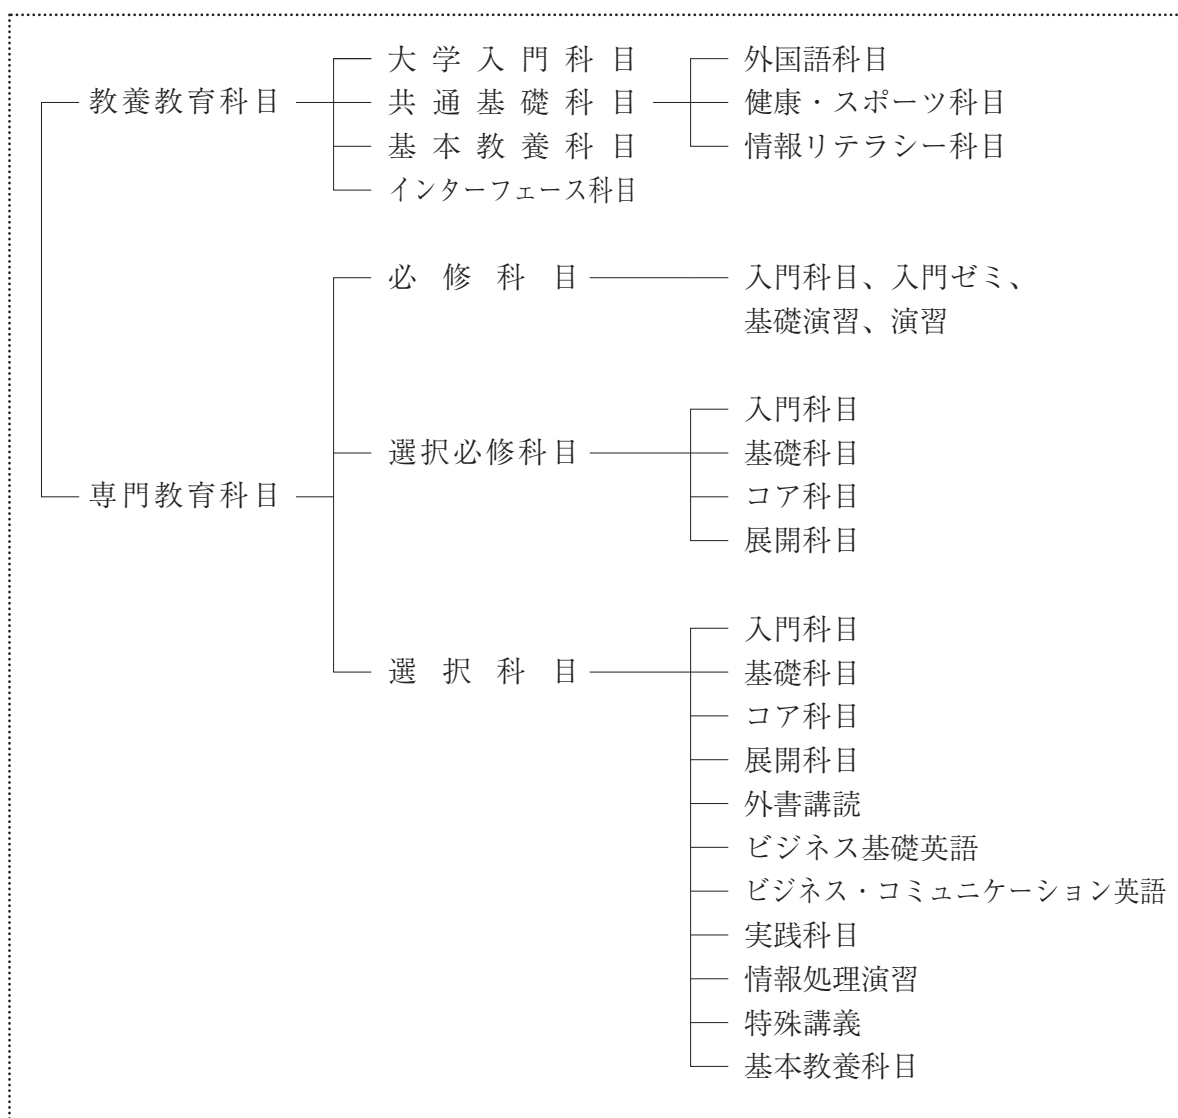 教養教育科目
大学入門科目
共通基礎科目
基本教養科目
インターフェース科目
外国語科目
健康・スポーツ科目
情報リテラシー科目
専門教育科目
必修科目
入門科目、入門ゼミ、
基礎演習、演習
選択必修科目
入門科目
基礎科目
コア科目
展開科目
選択科目
入門科目
基礎科目
コア科目
展開科目
外書講読
ビジネス基礎英語
ビジネス・コミュニケーション英語
実践科目
情報処理演習
特殊講義
基本教養科目